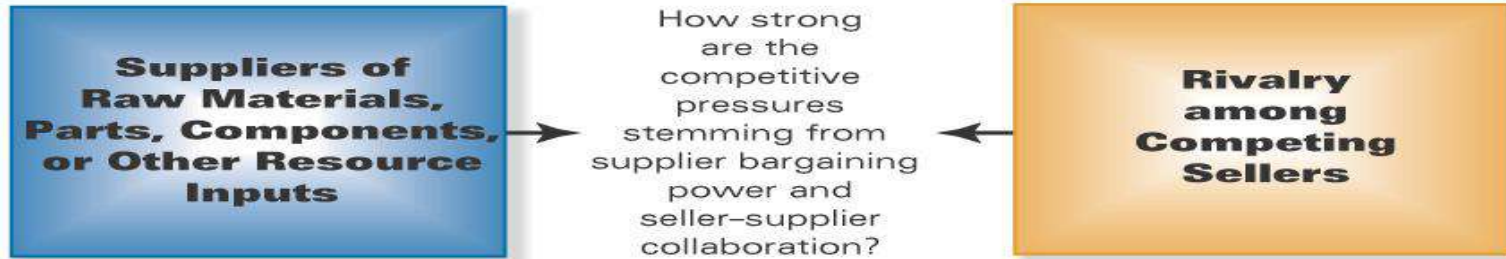 Suppliers of
Raw Materials,
Parts, Components,
or Other Resource
Inputs
How strong
are the
competitive
pressures
stemming from
supplier bargaining
power and
seller–supplier
collaboration?
Rivalry
among
Competing
Sellers